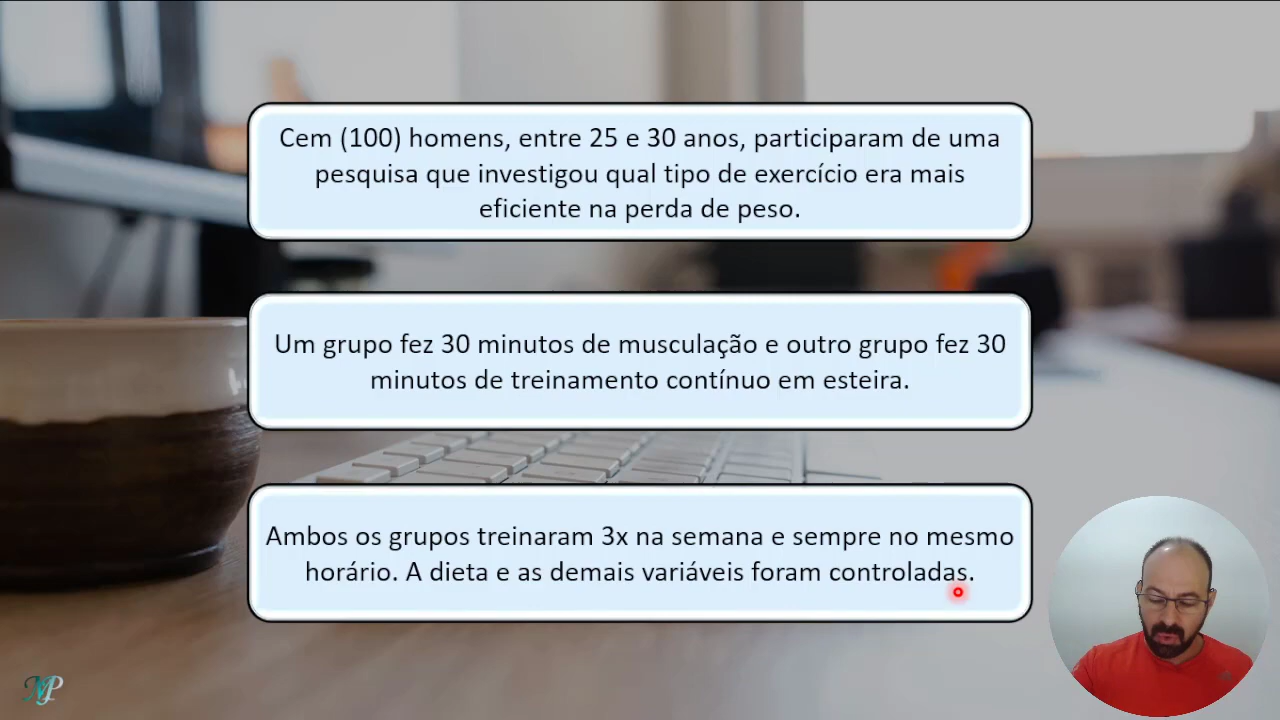 Cem (100) homens, entre 25 e 30 anos, participaram de uma
pesquisa que investigou qual tipo de exercício era mais
eficiente na perda de peso.
Um grupo fez 30 minutos de musculação e outro grupo fez 30
minutos de treinamento contínuo em esteira.
Ambos os grupos treinaram 3x na semana e sempre no mesmo
horário. A dieta e as demais variáveis foram controladas.
MP